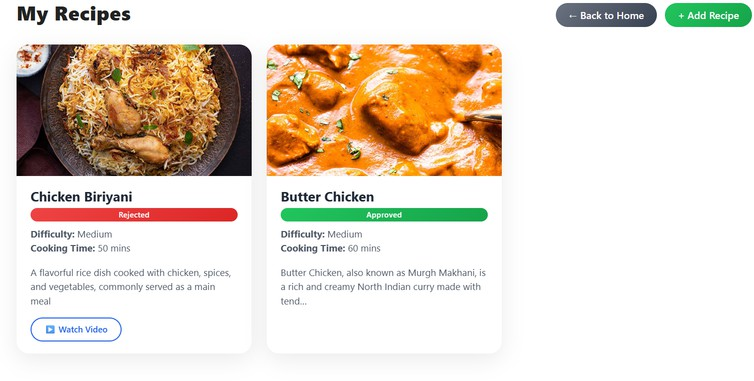 My Recipes
← Back to Home
+ Add Recipe
Chicken Biriyani
Rejected
Difficulty: Medium
Cooking Time: 50 mins
A flavorful rice dish cooked with chicken, spices,
and vegetables, commonly served as a main
meal
Watch Video
Butter Chicken
Approved
Difficulty: Medium
Cooking Time: 60 mins
Butter Chicken, also known as Murgh Makhani, is
a rich and creamy North Indian curry made with
tend...